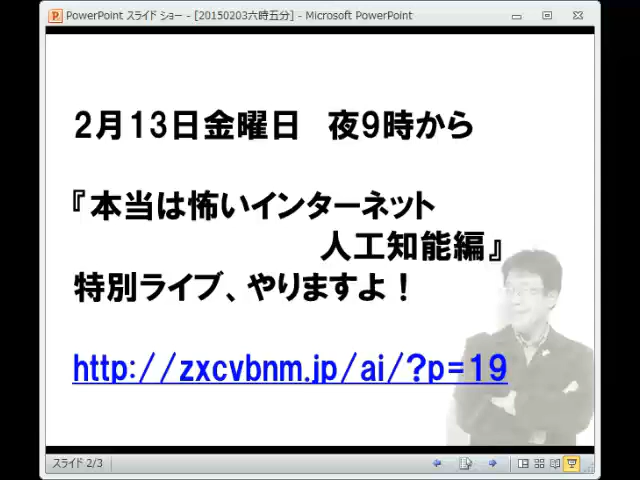 PowerPoint スライド ショー - [20150203六時五分] - Microsoft PowerPoint
2月13日金曜日　夜9時から
『本当は怖いインターネット
人工知能編』
特別ライブ、やりますよ！
http://zxcvbnm.jp/ai/?p=19
スライド 2/3